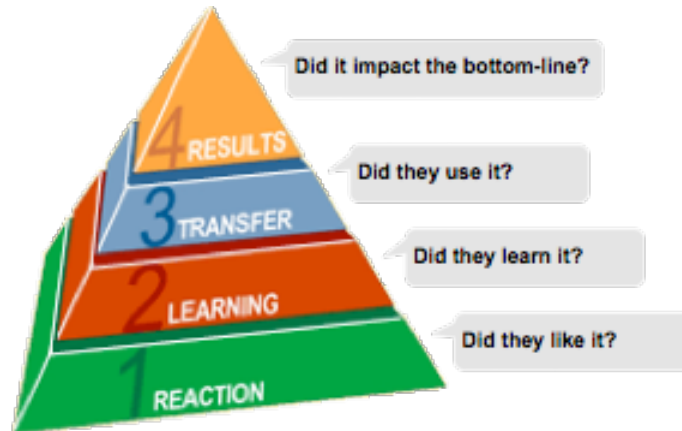 Did it impact the bottom-line?
4 RESULTS
Did they use it?
3 TRANSFER
Did they learn it?
2 LEARNING
Did they like it?
1 REACTION